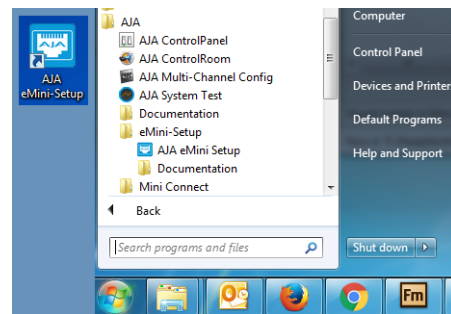 AJA
eMini-Setup
AJA
AJA ControlPanel
AJA ControlRoom
AJA Multi-Channel Config
AJA System Test
Documentation
eMini-Setup
AJA eMini Setup
Documentation
Mini Connect
Back
Search programs and files
Computer
Control Panel
Devices and Printer
Default Programs
Help and Support
Shut down
Fm